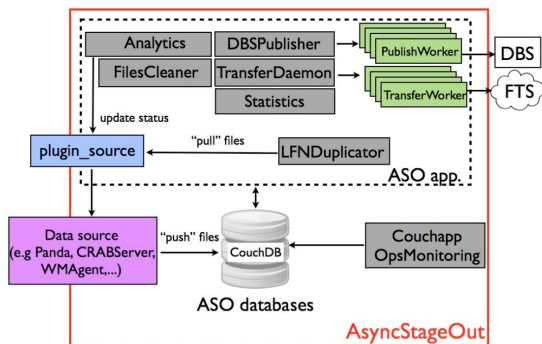 Analytics
DBSPublisher
PublishWorker
DBS
FilesCleaner
TransferDaemon
TransferWorker
FTS
Statistics
update status
plugin_source
“pull” files
LFNDuplicator
ASO app.
Data source
(e.g Panda, CRABServer,
WMAgent,...)
“push” files
CouchDB
Couchapp
OpsMonitoring
ASO databases
AsyncStageOut